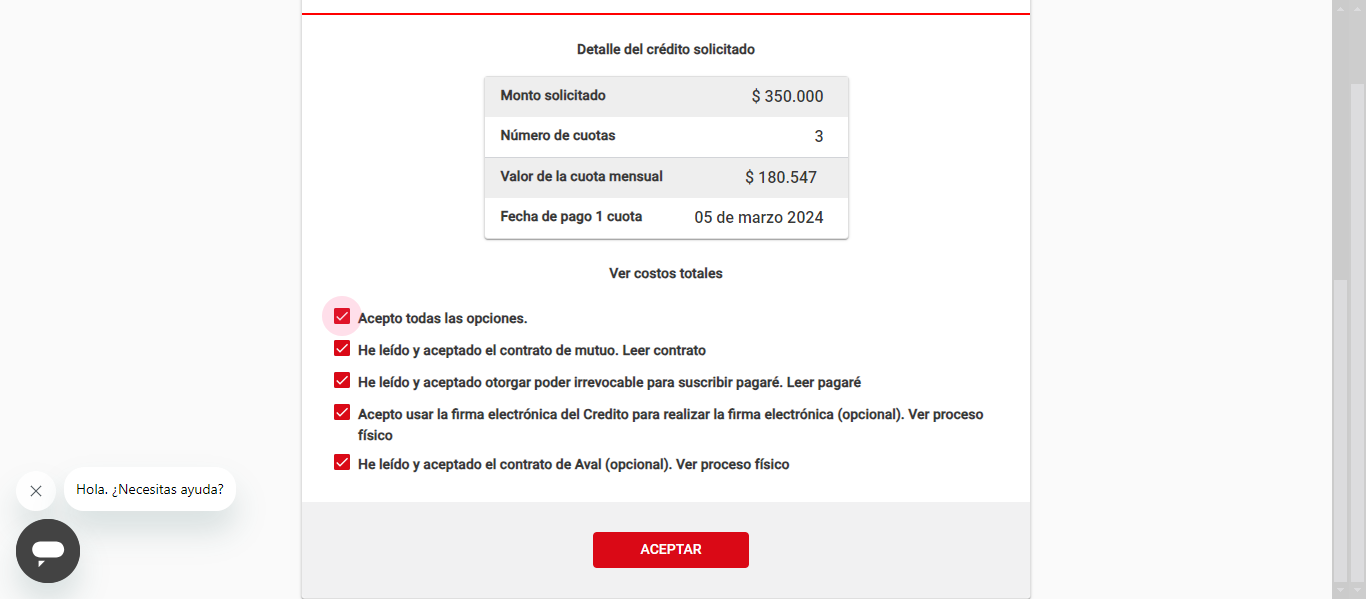 Detalle del crédito solicitado
Monto solicitado $ 350.000
Número de cuotas 3
Valor de la cuota mensual $ 180.547
Fecha de pago 1 cuota 05 de marzo 2024
Ver costos totales
Acepto todas las opciones.
He leído y aceptado el contrato de mutuo. Leer contrato
He leído y aceptado otorgar poder irrevocable para suscribir pagaré. Leer pagaré
Acepto usar la firma electrónica del Credito para realizar la firma electrónica (opcional). Ver proceso
físico
He leído y aceptado el contrato de Aval (opcional). Ver proceso físico
Hola. ¿Necesitas ayuda?
ACEPTAR